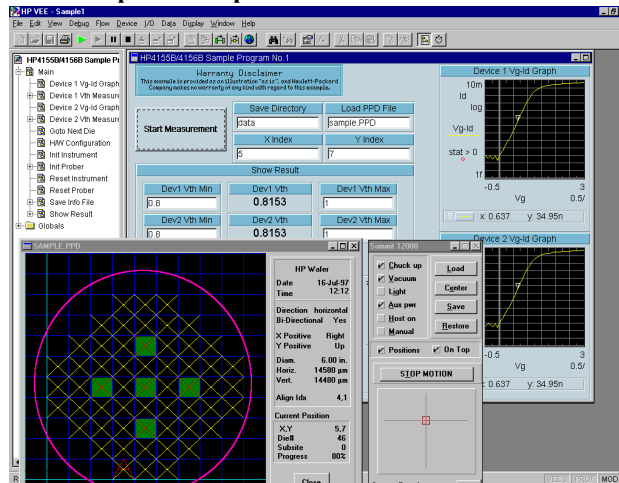 HP VEE - Sample1
File Edit View Debug Flow Device I/O Data Display Window Help
HP4155B/4156B Sample Pr
Main
Device 1 Vg-Id Graph
Device 1 Vth Measure
Device 2 Vg-Id Graph
Device 2 Vth Measure
Goto Next Die
H/W Configuration
Init Instrument
Init Prober
Reset Instrument
Reset Prober
Save Info File
Show Result
Globals
HP4155B/4156B Sample Program No.1
Warranty Disclaimer
This example is provided as an illustration "as is", and Hewlett-Packard
Company makes no warranty of any kind with regard to this example.
Start Measurement
Save Directory
Load PPD File
data
sample.PPD
X Index
Y Index
5
7
Show Result
Dev1 Vth Min
Dev1 Vth
Dev1 Vth Max
0.8
0.8153
1
Dev2 Vth Min
Dev2 Vth
Dev2 Vth Max
0.8
0.8153
1
Device 1 Vg-Id Graph
10m
Id
log
Vg-Id
stat > 0
1f
-0.5
3
Vg
0.5/
x: 0.637 y: 34.95n
Device 2 Vg-Id Graph
-0.5
3
Vg
0.5/
x: 0.637 y: 34.95n
SAMPLE.PPD
HP Wafer
Date 16-Jul-97
Time 12:12
Direction horizontal
Bi-Directional Yes
X Positive Right
Y Positive Up
Diam. 6.00 in.
Horiz. 14580 µm
Vert. 14480 µm
Align Idx 4,1
Current Position
X,Y 5,7
Die# 46
Subsite 0
Progress 80%
Close
Summit 12000
Chuck up
Vacuum
Light
Aux pwr
Host on
Manual
Load
Center
Save
Restore
Positions
On Top
STOP MOTION
PROF
MOD